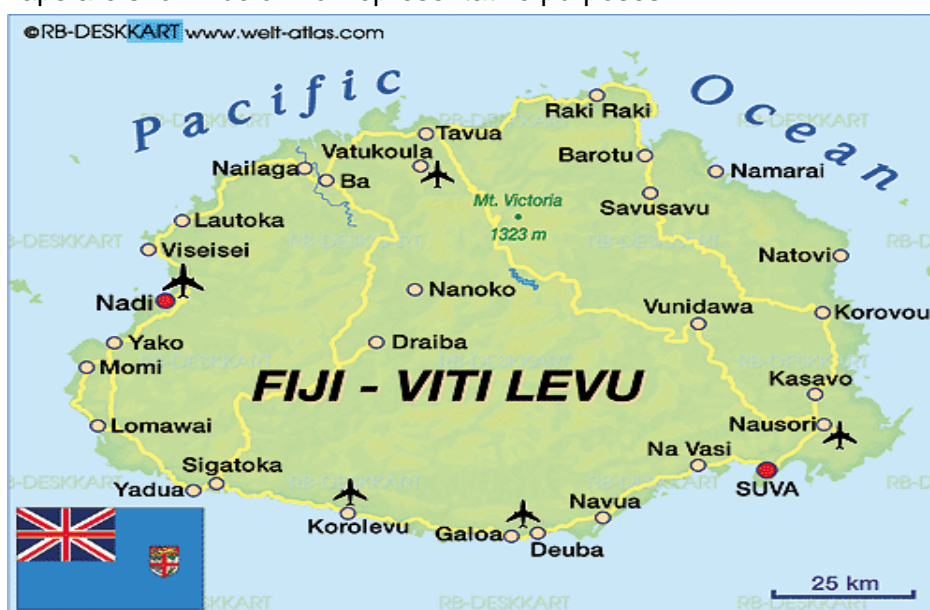 ©RB-DESKKART www.welt-atlas.com
Pacific Ocean
Raki Raki
Tavua
Vatukoula
Barotu
Nailaga
Ba
Namarai
Mt. Victoria
1323 m
Savusavu
Lautoka
Viseisei
Natovi
Nadi
Nanoko
Vunidawa
Korovou
Yako
Draiba
Momi
FIJI - VITI LEVU
Kasavo
Lomawai
Nausori
Na Vasi
Sigatoka
SUVA
Yadua
Navua
Korolevu
Galoa
Deuba
25 km